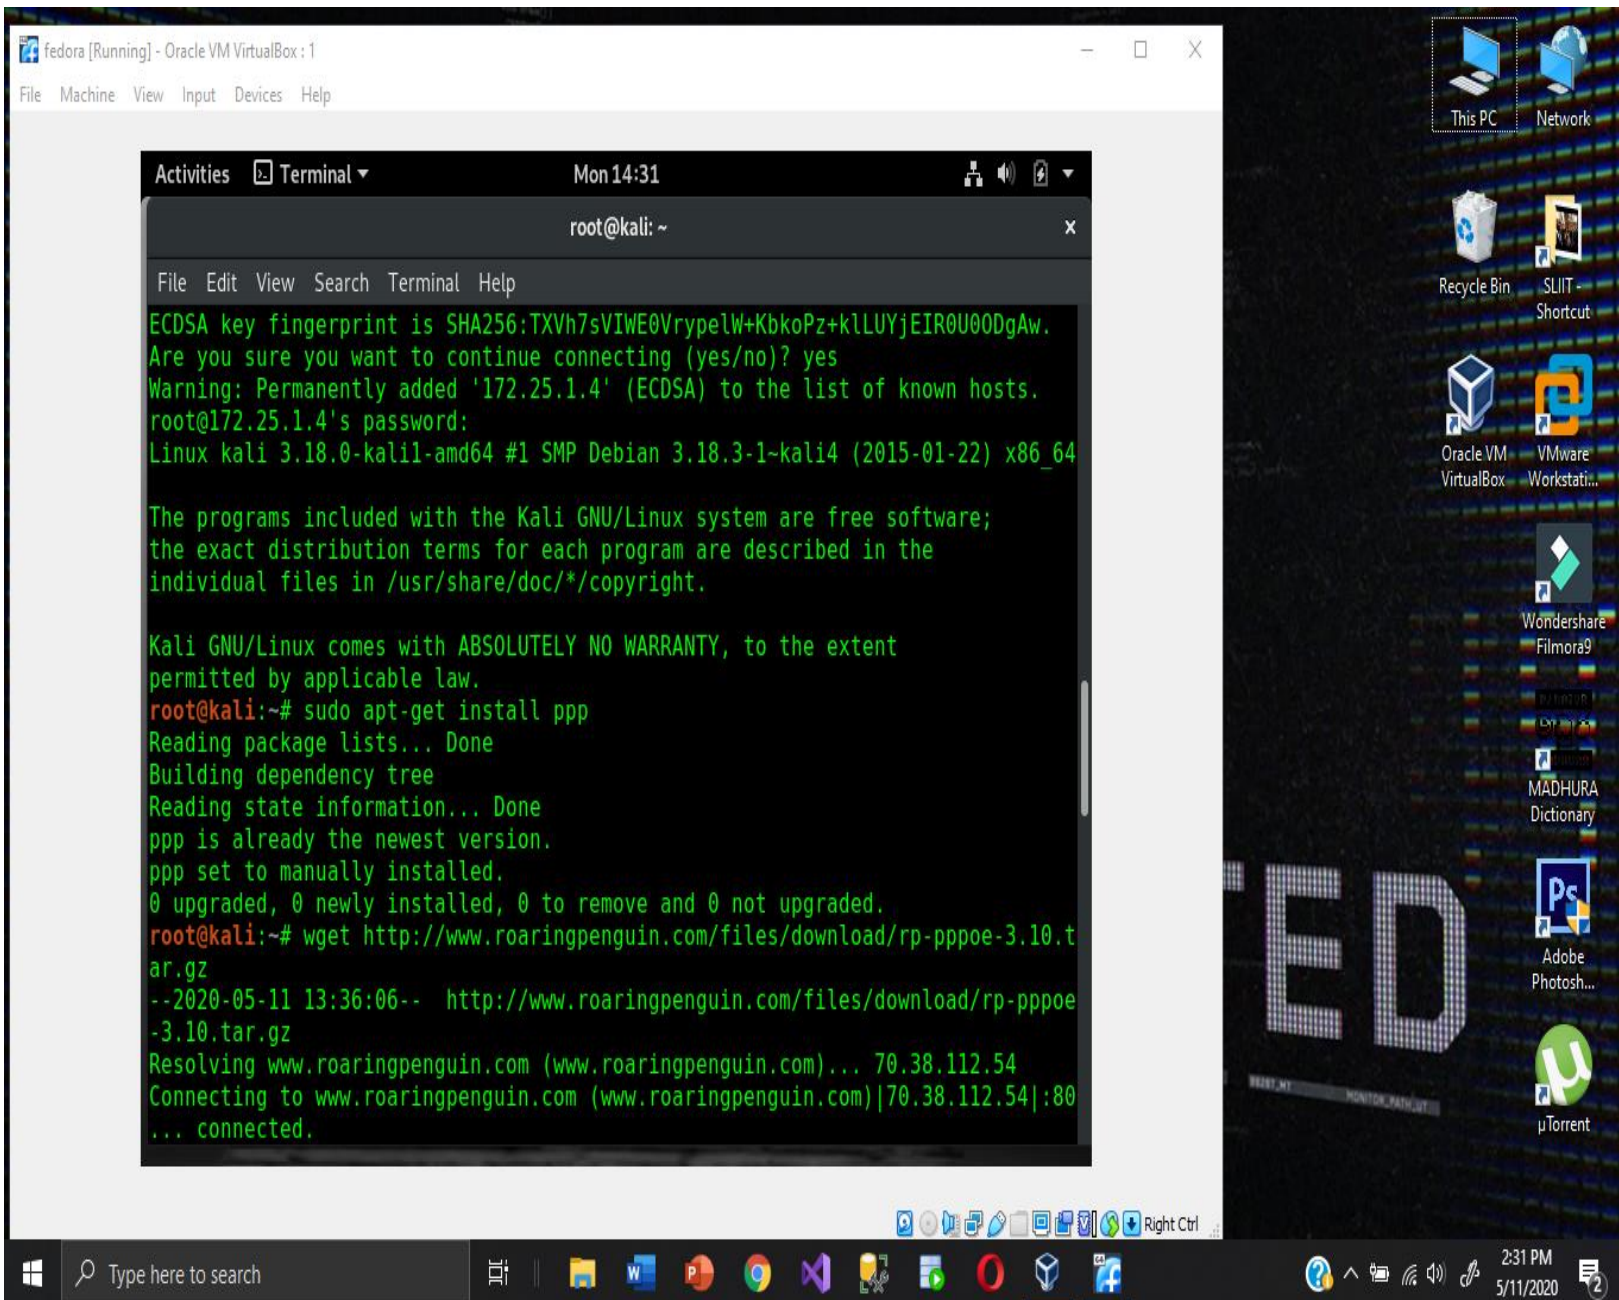 fedora [Running] - Oracle VM VirtualBox : 1
File Machine View Input Devices Help
Activities Terminal Mon 14:31
root@kali: ~
File Edit View Search Terminal Help
ECDSA key fingerprint is SHA256:TXVh7sVIWE0VrypelW+KbkoPz+klLUYjEIR0U0ODgAw.
Are you sure you want to continue connecting (yes/no)? yes
Warning: Permanently added '172.25.1.4' (ECDSA) to the list of known hosts.
root@172.25.1.4's password:
Linux kali 3.18.0-kali1-amd64 #1 SMP Debian 3.18.3-1~kali4 (2015-01-22) x86_64
The programs included with the Kali GNU/Linux system are free software;
the exact distribution terms for each program are described in the
individual files in /usr/share/doc/*/copyright.
Kali GNU/Linux comes with ABSOLUTELY NO WARRANTY, to the extent
permitted by applicable law.
root@kali:~# sudo apt-get install ppp
Reading package lists... Done
Building dependency tree
Reading state information... Done
ppp is already the newest version.
ppp set to manually installed.
0 upgraded, 0 newly installed, 0 to remove and 0 not upgraded.
root@kali:~# wget http://www.roaringpenguin.com/files/download/rp-pppoe-3.10.t
ar.gz
--2020-05-11 13:36:06-- http://www.roaringpenguin.com/files/download/rp-pppoe
-3.10.tar.gz
Resolving www.roaringpenguin.com (www.roaringpenguin.com)... 70.38.112.54
Connecting to www.roaringpenguin.com (www.roaringpenguin.com)|70.38.112.54|:80
... connected.
Right Ctrl
This PC
Network
Recycle Bin
SLIIT -
Shortcut
Oracle VM
VirtualBox
VMware
Workstati...
Wondershare
Filmora9
MADHURA
Dictionary
Ps
Adobe
Photosh...
µTorrent
TED
Type here to search
2:31 PM
5/11/2020
2